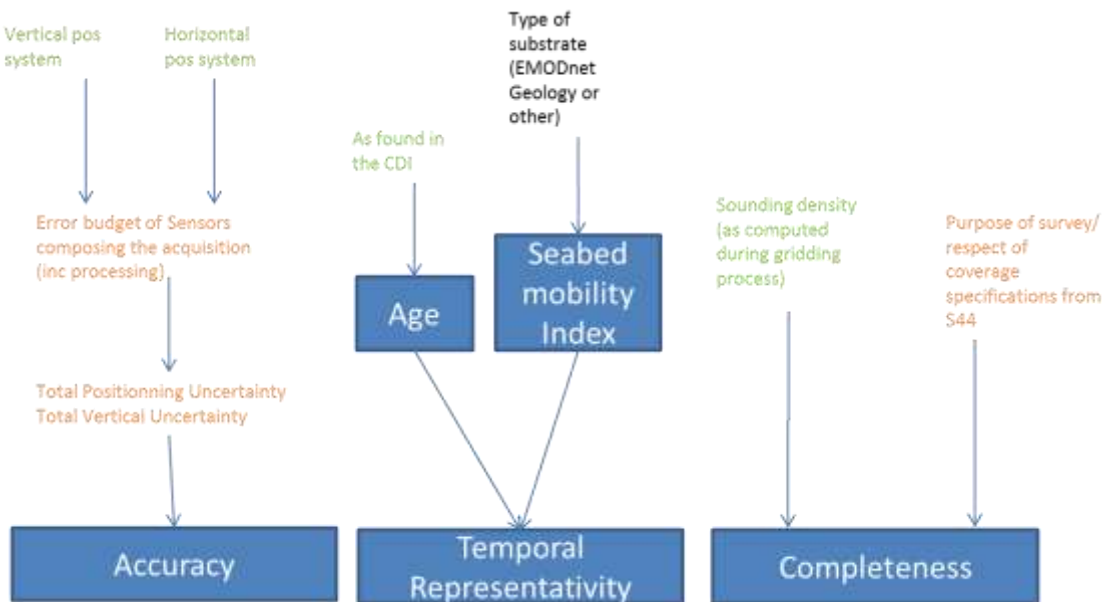 Vertical pos
system
Horizontal
pos system
Type of
substrate
(EMODnet
Geology or
other)
As found in
the CDI
Error budget of Sensors
composing the acquisition
(inc processing)
Sounding density
(as computed
during gridding
process)
Purpose of survey/
respect of
coverage
specifications from
S44
Age
Seabed
mobility
Index
Total Positionning Uncertainty
Total Vertical Uncertainty
Accuracy
Temporal
Representativity
Completeness